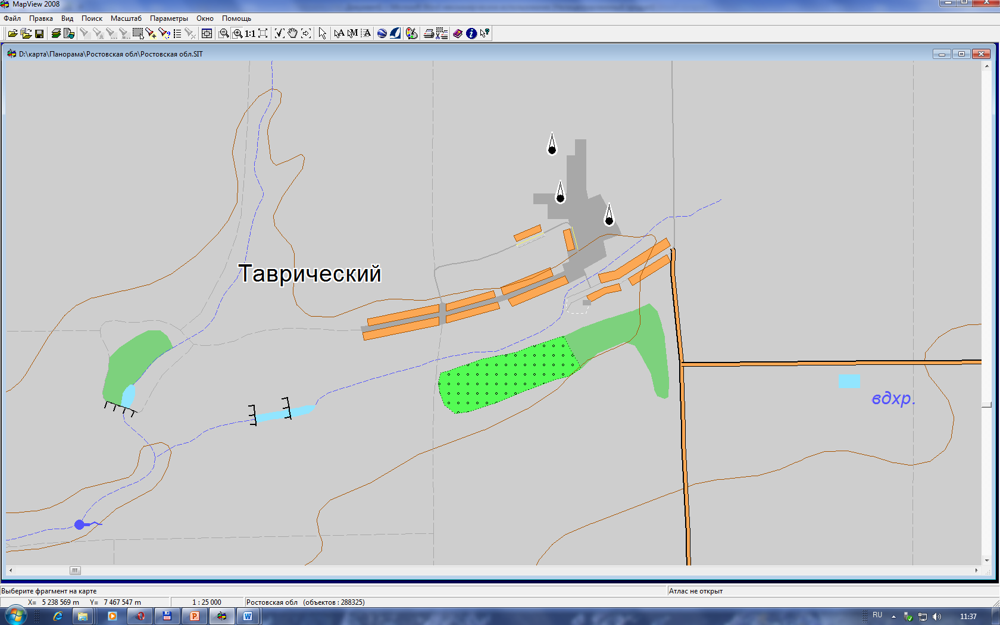 MapView 2008
Файл Правка Вид Поиск Масштаб Параметры Окно Помощь
1:1 A M A
D:\карта\Панорама\Ростовская обл\Ростовская обл.SIT
Таврический
вдхр.
Выберите фрагмент на карте Атлас не открыт
X= 5 238 569 m Y= 7 467 547 m 1 : 25 000 Ростовская обл (объектов : 288325)
RU 11:37